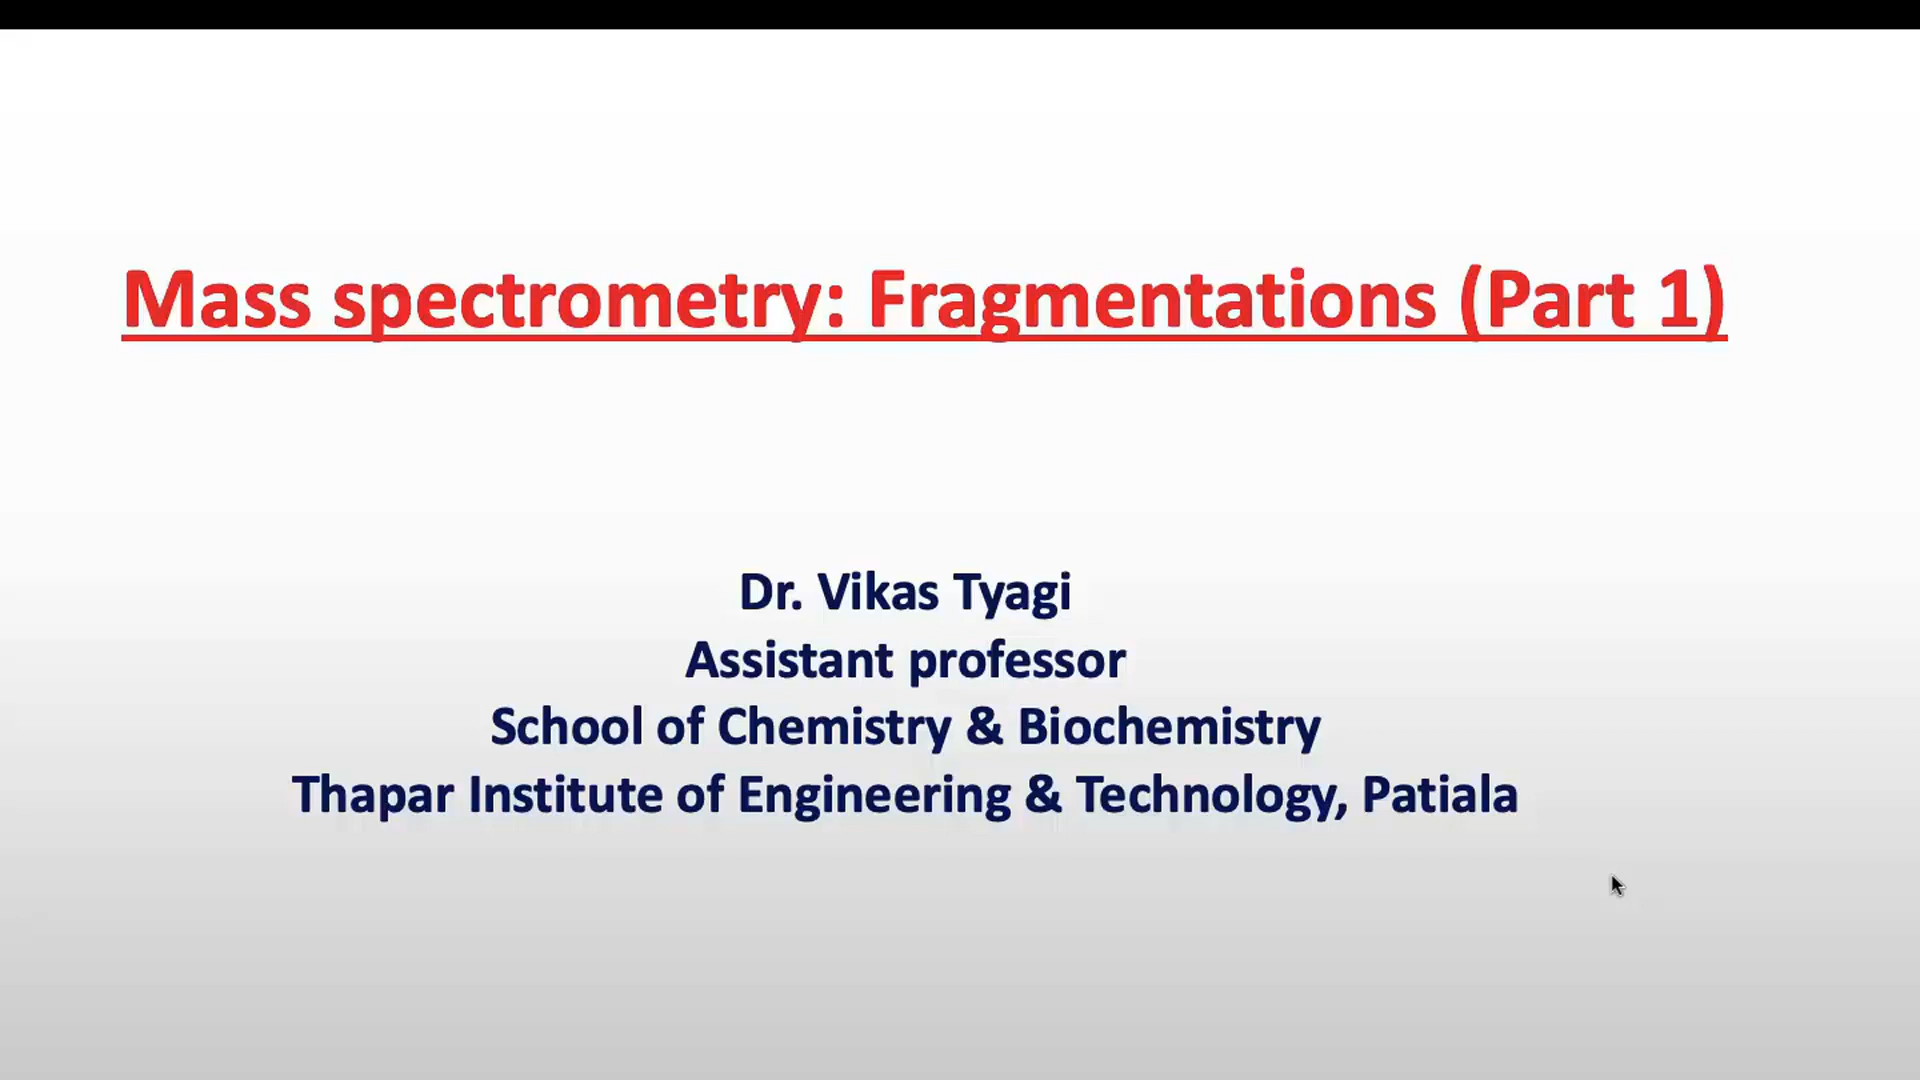 Mass spectrometry: Fragmentations (Part 1)
Dr. Vikas Tyagi
Assistant professor
School of Chemistry & Biochemistry
Thapar Institute of Engineering & Technology, Patiala